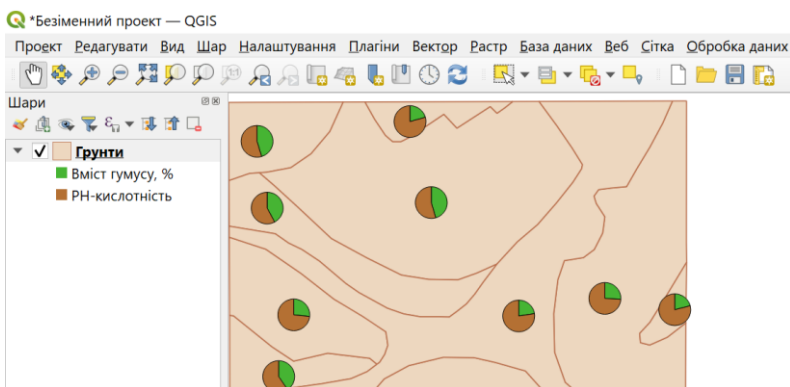 *Безіменний проект — QGIS
Проект Редагувати Вид Шар Налаштування Плагіни Вектор Растр База даних Веб Сітка Обробка даних
Шари
Грунти
Вміст гумусу, %
PH-кислотність